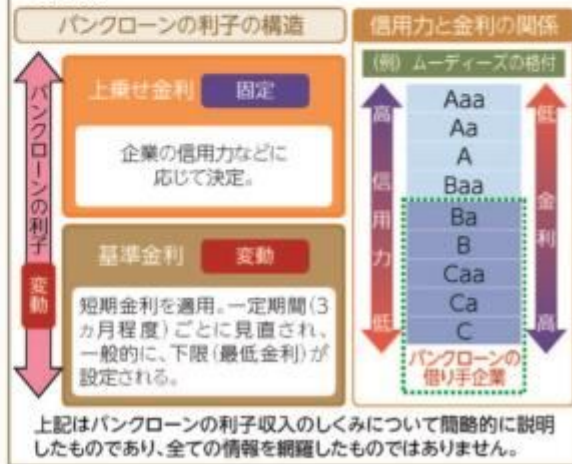 バンクローンの利子の構造
バンクローンの利子
変動
上乗せ金利 固定
企業の信用力などに
応じて決定。
基準金利 変動
短期金利を適用。一定期間(3
ヵ月程度)ごとに見直され、
一般的に、下限(最低金利)が
設定される。
信用力と金利の関係
(例) ムーディーズの格付
高 信用力 低
Aaa
Aa
A
Baa
Ba
B
Caa
Ca
C
バンクローンの
借り手企業
低 金利 高
上記はバンクローンの利子収入のしくみについて簡略的に説明
したものであり、全ての情報を網羅したものではありません。